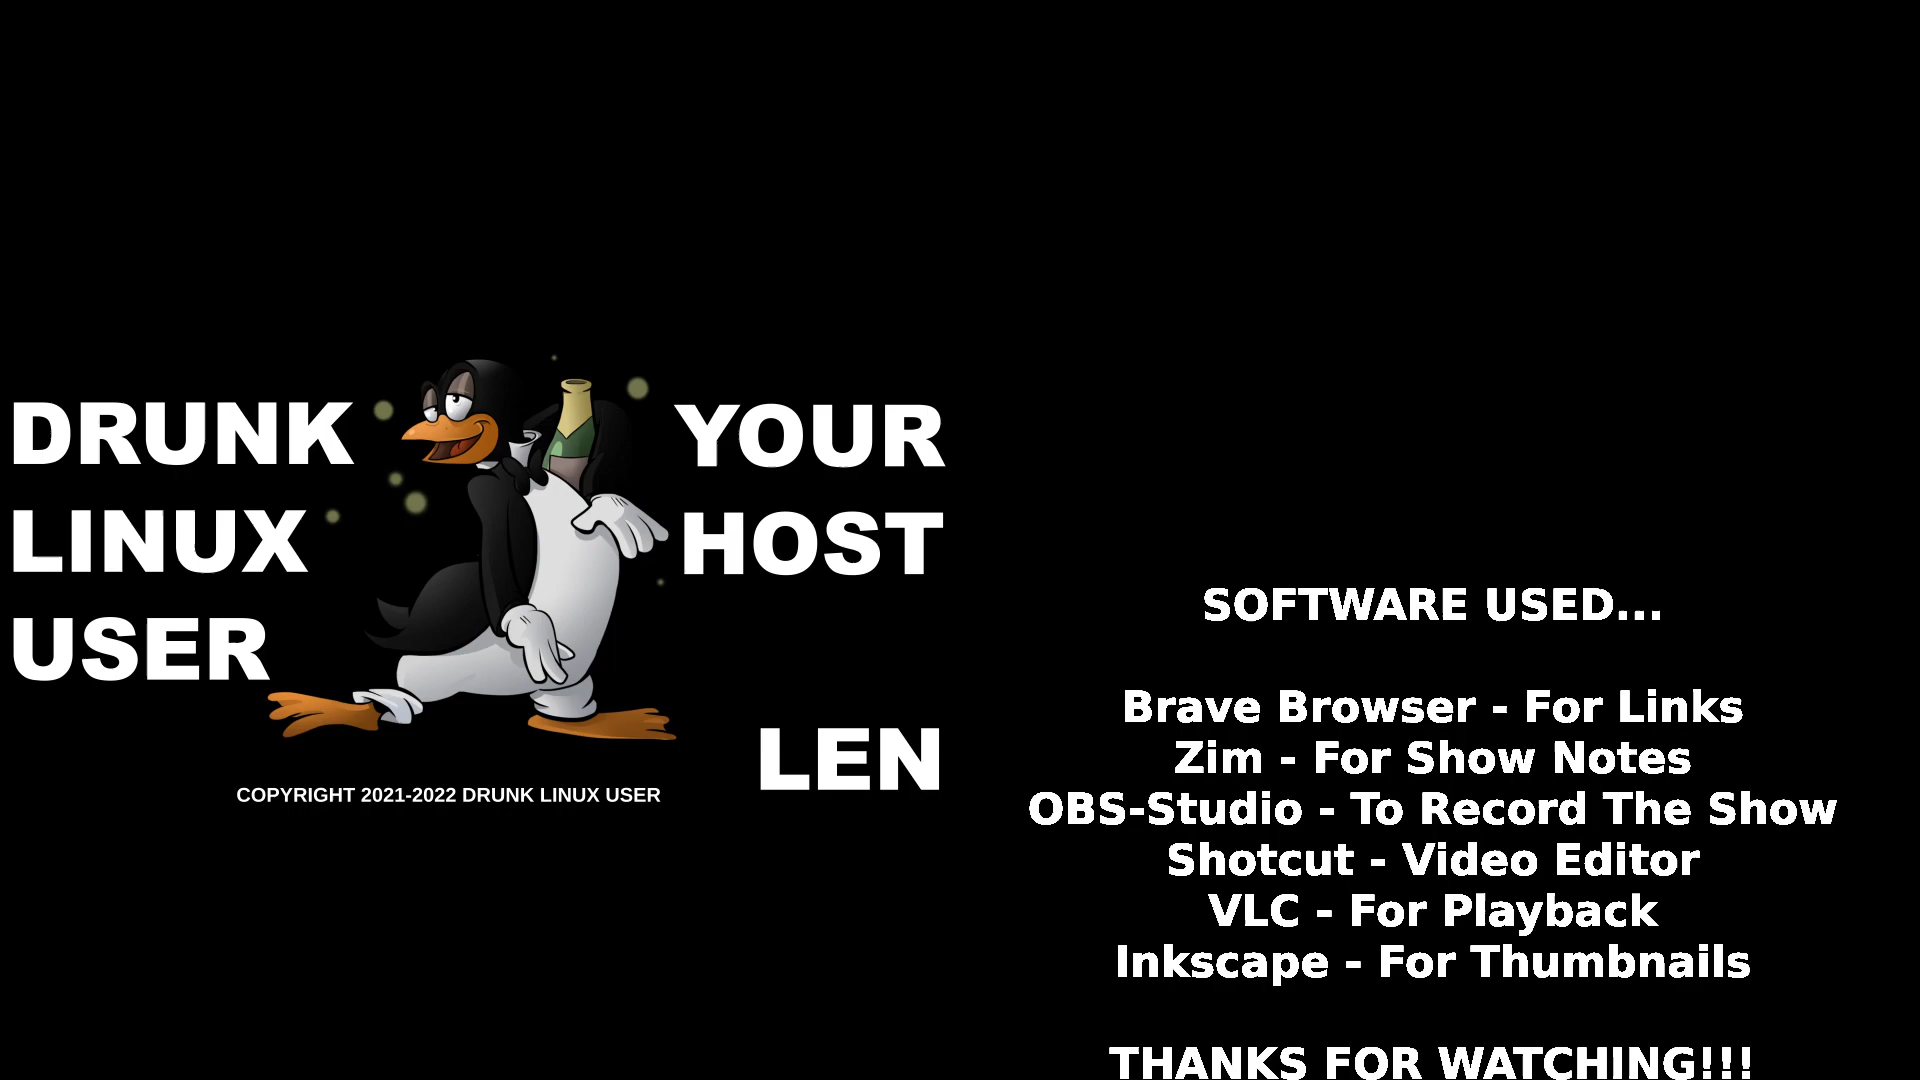 DRUNK
LINUX
USER
YOUR
HOST
LEN
COPYRIGHT 2021-2022 DRUNK LINUX USER
SOFTWARE USED...
Brave Browser - For Links
Zim - For Show Notes
OBS-Studio - To Record The Show
Shotcut - Video Editor
VLC - For Playback
Inkscape - For Thumbnails
THANKS FOR WATCHING!!!